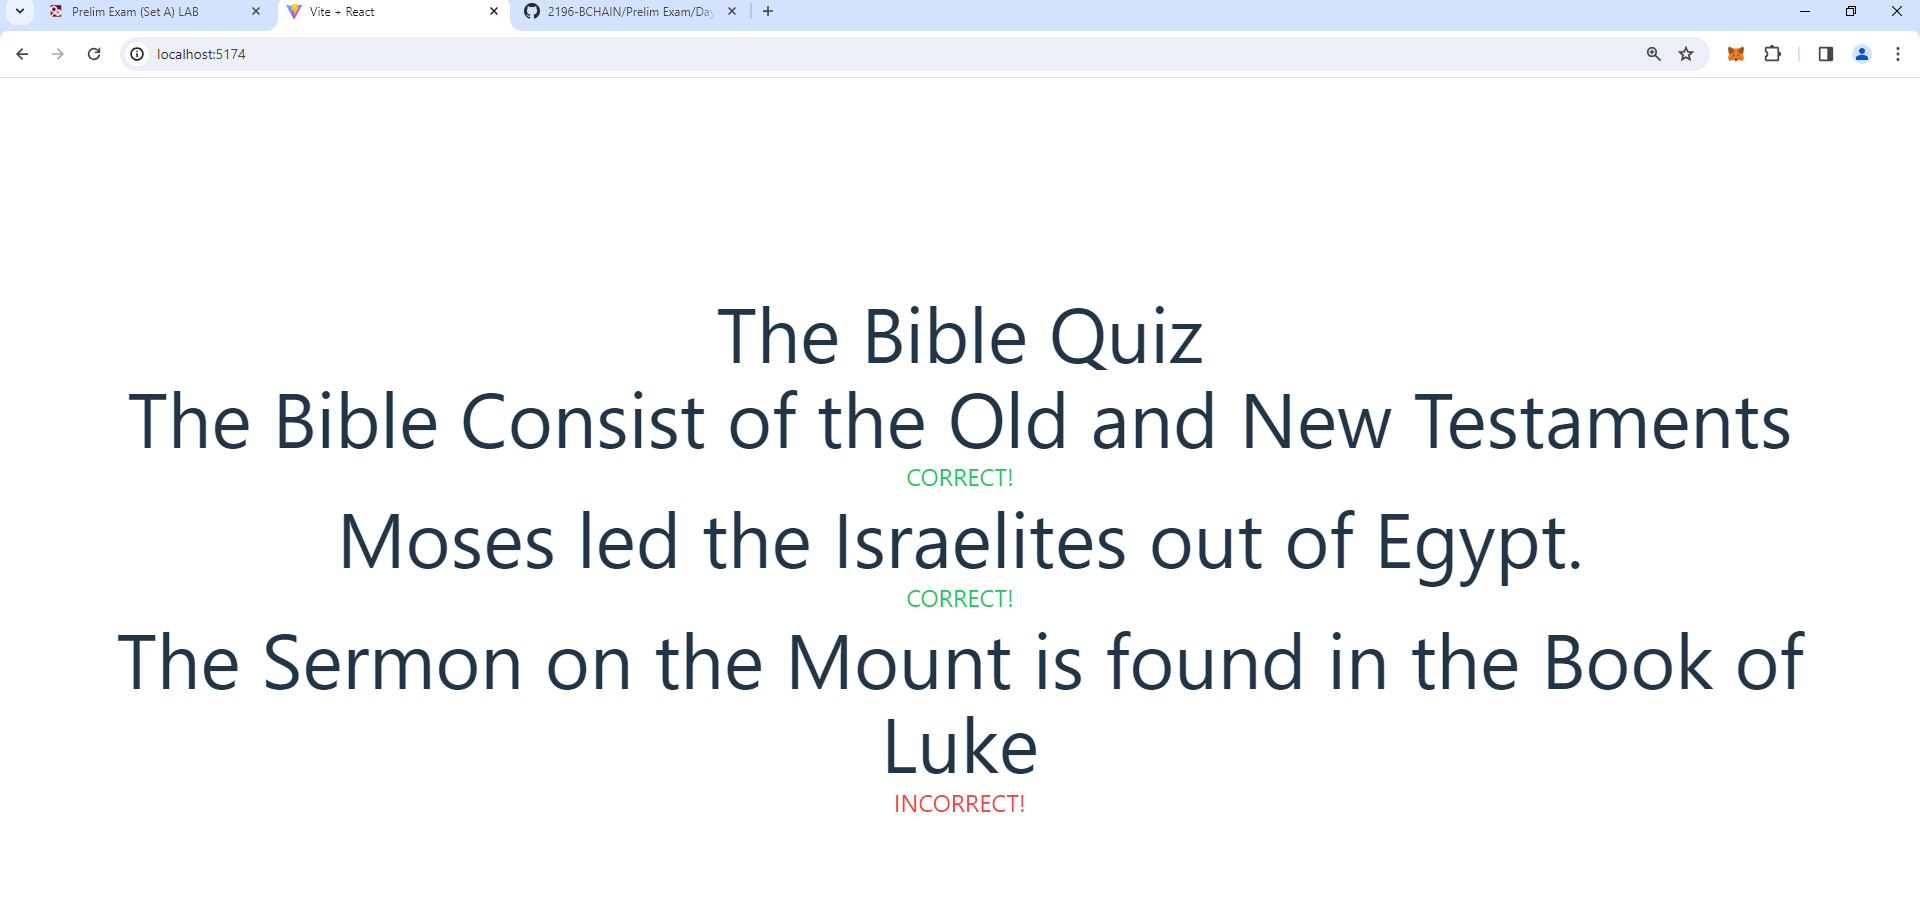 Prelim Exam (Set A) LAB
Vite + React
2196-BCHAIN/Prelim Exam/Day
localhost:5174
The Bible Quiz
The Bible Consist of the Old and New Testaments
CORRECT!
Moses led the Israelites out of Egypt.
CORRECT!
The Sermon on the Mount is found in the Book of
Luke
INCORRECT!